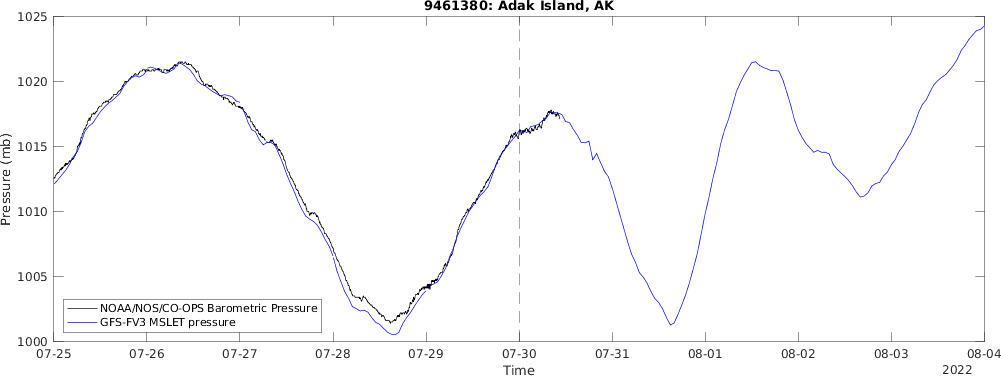 9461380: Adak Island, AK
Pressure (mb)
1025
1020
1015
1010
1005
1000
NOAA/NOS/CO-OPS Barometric Pressure
GFS-FV3 MSLET pressure
07-25 07-26 07-27 07-28 07-29 07-30 07-31 08-01 08-02 08-03 08-04
Time
2022